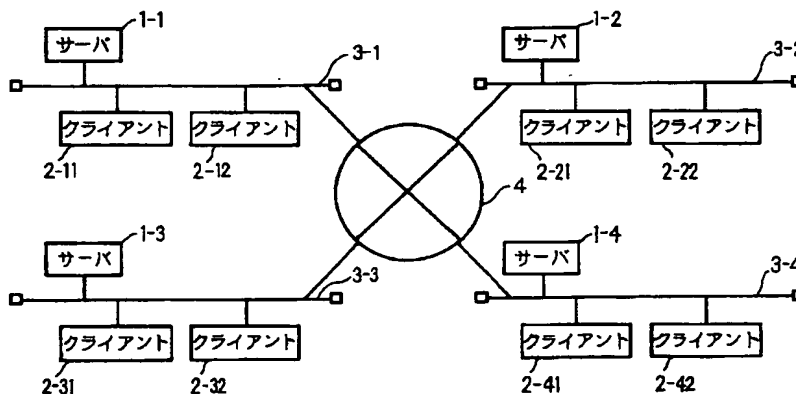 1-1
サーバ
3-1
クライアント
クライアント
2-11
2-12
1-2
サーバ
3-2
クライアント
クライアント
2-21
2-22
4
1-3
サーバ
3-3
クライアント
クライアント
2-31
2-32
1-4
サーバ
3-4
クライアント
クライアント
2-41
2-42